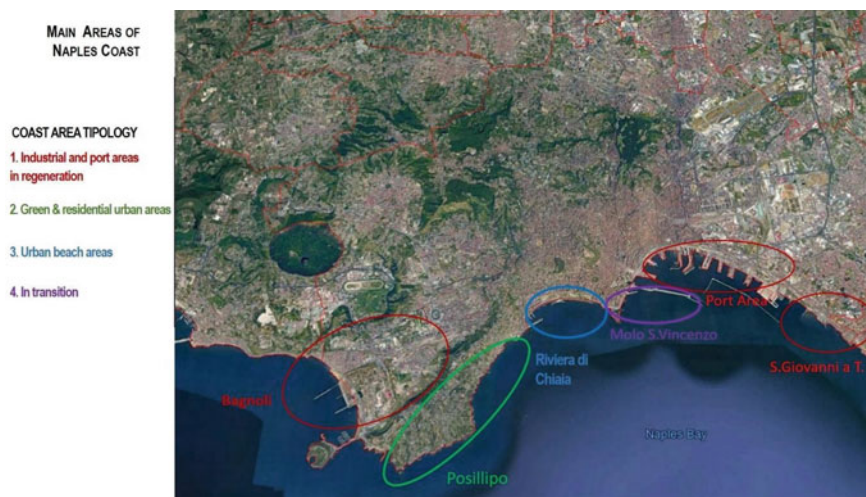 MAIN AREAS OF
NAPLES COAST
COAST AREA TIPOLOGY
1. Industrial and port areas
in regeneration
2. Green & residential urban areas
3. Urban beach areas
4. In transition
Port Area
Molo S.Vincenzo
Riviera di
Chiaia
S.Giovanni a T.
Bagnoli
Naples Bay
Posillipo